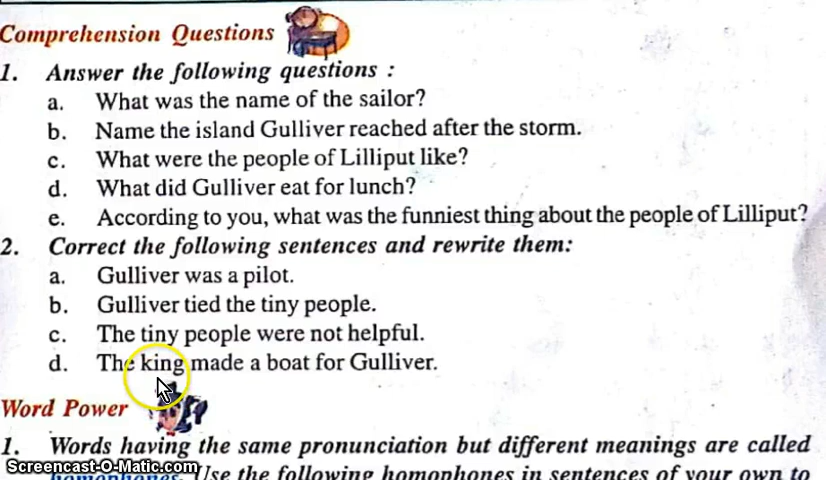 Comprehension Questions
1. Answer the following questions :
a. What was the name of the sailor?
b. Name the island Gulliver reached after the storm.
c. What were the people of Lilliput like?
d. What did Gulliver eat for lunch?
e. According to you, what was the funniest thing about the people of Lilliput?
2. Correct the following sentences and rewrite them:
a. Gulliver was a pilot.
b. Gulliver tied the tiny people.
c. The tiny people were not helpful.
d. The king made a boat for Gulliver.
Word Power
1. Words having the same pronunciation but different meanings are called
homophones. Use the following homophones in sentences of your own to
Screencast-O-Matic.com